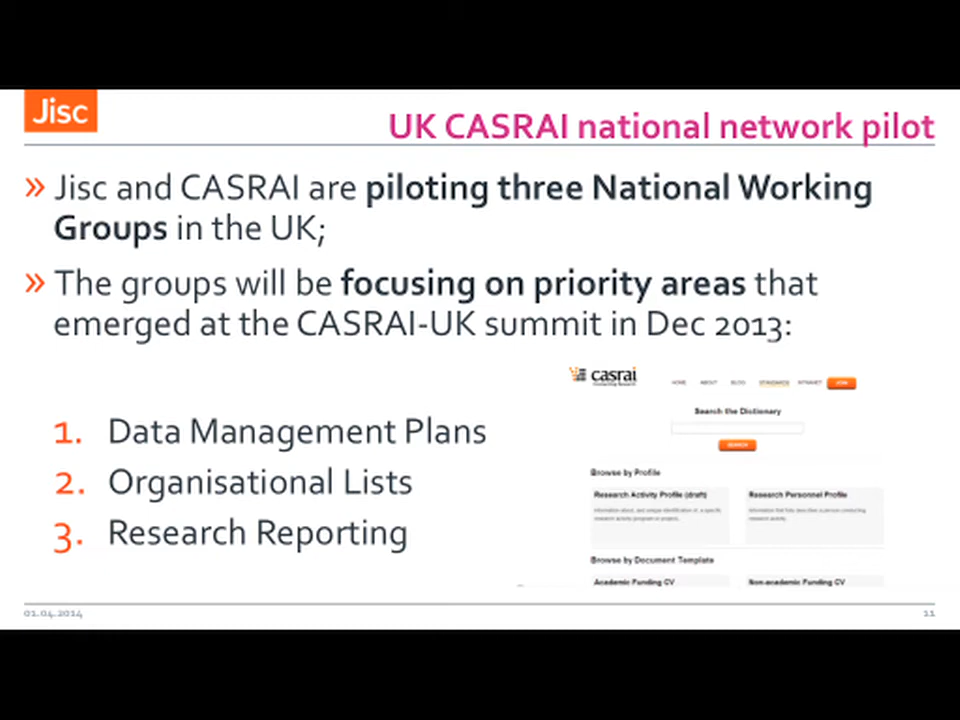 Jisc
UK CASRAI national network pilot
» Jisc and CASRAI are piloting three National Working
Groups in the UK;
» The groups will be focusing on priority areas that
emerged at the CASRAI-UK summit in Dec 2013:
1. Data Management Plans
2. Organisational Lists
3. Research Reporting
casrai
HOME ABOUT BLOG STANDARDS INTRANET JOIN
Search the Dictionary
SEARCH
Browse by Profile
Research Activity Profile (draft) Research Personnel Profile
Browse by Document Template
Academic Funding CV Non-academic Funding CV
01.04.2014 11